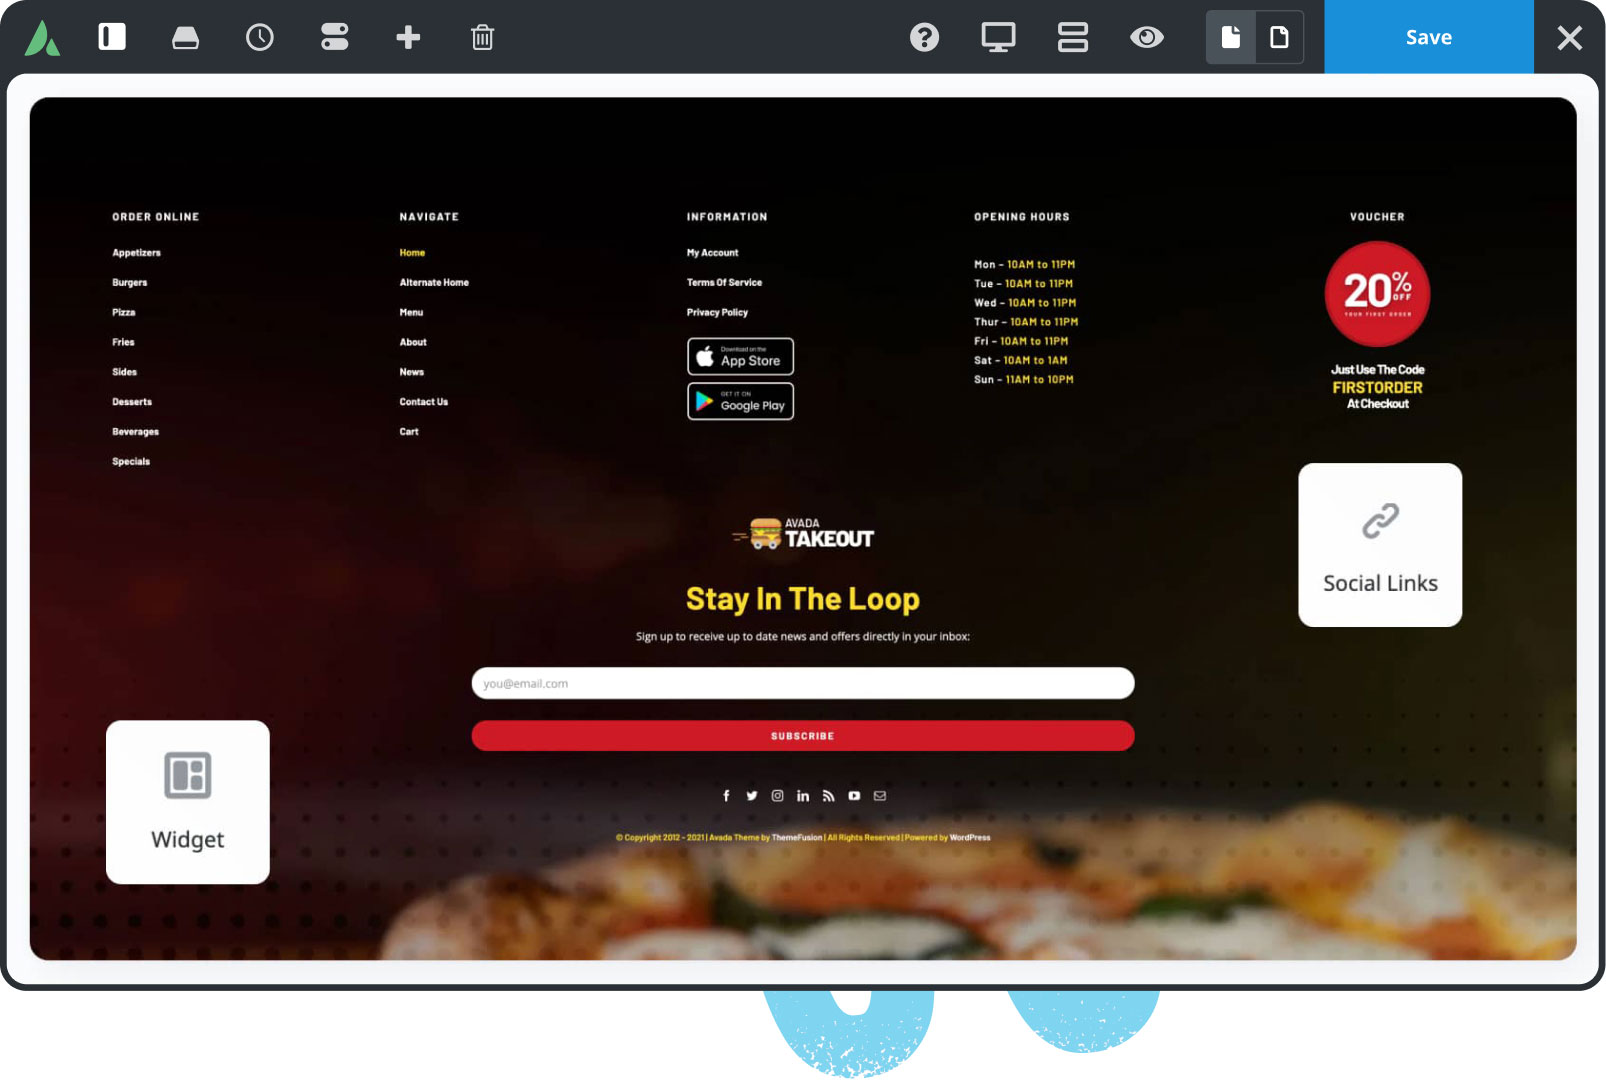 Save
ORDER ONLINE
Appetizers
Burgers
Pizza
Fries
Sides
Desserts
Beverages
Specials
NAVIGATE
Home
Alternate Home
Menu
About
News
Contact Us
Cart
INFORMATION
My Account
Terms Of Service
Privacy Policy
Download on the
App Store
GET IT ON
Google Play
OPENING HOURS
Mon – 10AM to 11PM
Tue – 10AM to 11PM
Wed – 10AM to 11PM
Thur – 10AM to 11PM
Fri – 10AM to 11PM
Sat – 10AM to 1AM
Sun – 11AM to 10PM
VOUCHER
20% OFF
YOUR FIRST ORDER
Just Use The Code
FIRSTORDER
At Checkout
Social Links
AVADA
TAKEOUT
Stay In The Loop
Sign up to receive up to date news and offers directly in your inbox:
you@email.com
SUBSCRIBE
Widget
© Copyright 2012 - 2021 | Avada Theme by ThemeFusion | All Rights Reserved | Powered by WordPress